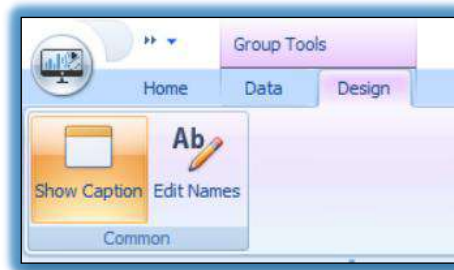 Group Tools
Home Data Design
Ab
Show Caption Edit Names
Common